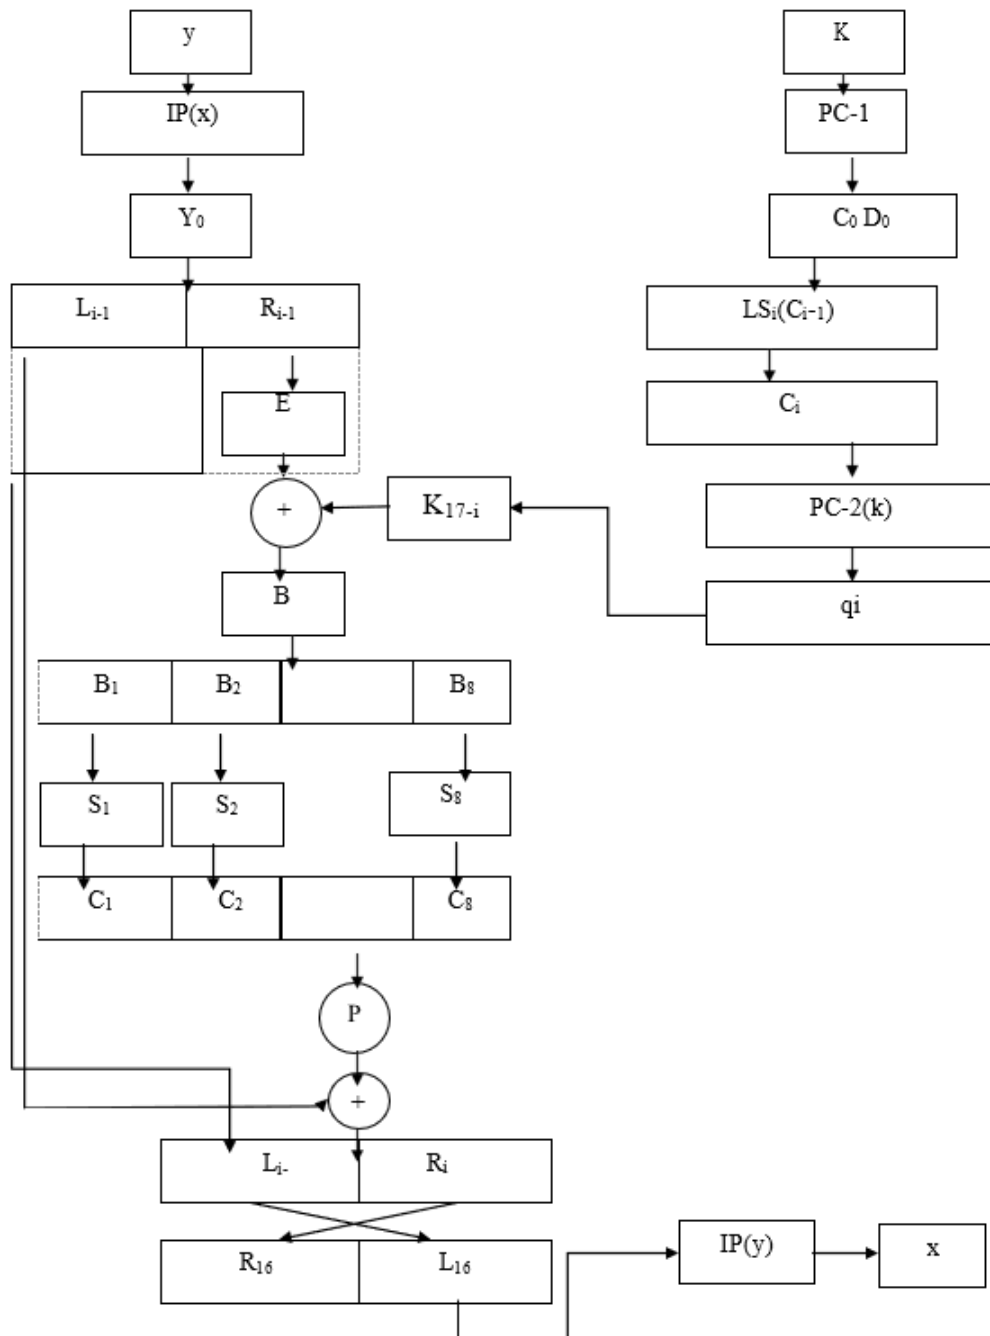 y
IP(x)
Y₀
Lᵢ₋₁ Rᵢ₋₁
E
+
K₁₇₋ᵢ
B
B₁ B₂ B₈
S₁ S₂ S₈
C₁ C₂ C₈
P
+
Lᵢ₋ Rᵢ
R₁₆ L₁₆
IP(y)
x
K
PC-1
C₀ D₀
LSᵢ(Cᵢ₋₁)
Cᵢ
PC-2(k)
qi